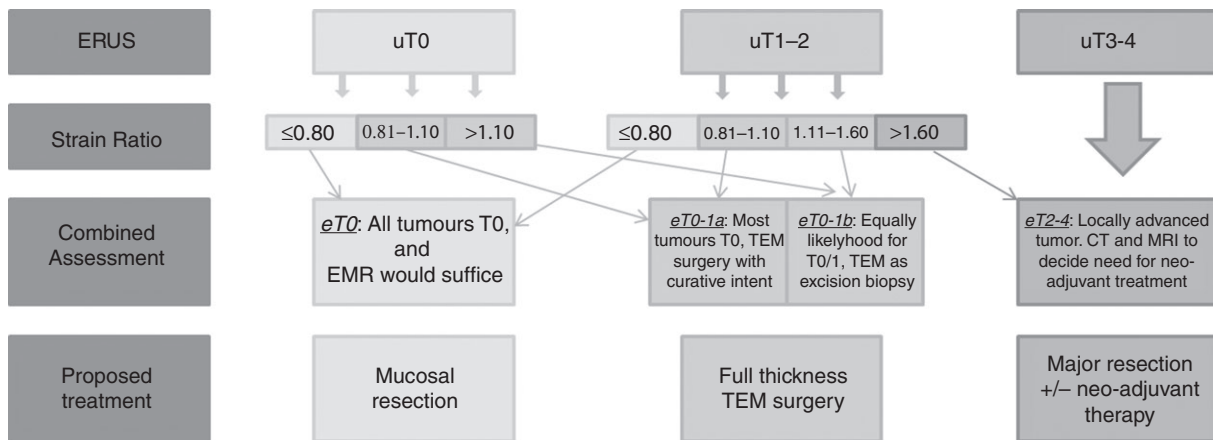 ERUS
uT0
uT1–2
uT3-4
Strain Ratio
≤0.80
0.81–1.10
>1.10
≤0.80
0.81–1.10
1.11–1.60
>1.60
Combined
Assessment
eT0: All tumours T0,
and
EMR would suffice
eT0-1a: Most
tumours T0, TEM
surgery with
curative intent
eT0-1b: Equally
likelyhood for
T0/1, TEM as
excision biopsy
eT2-4: Locally advanced
tumor. CT and MRI to
decide need for neo-
adjuvant treatment
Proposed
treatment
Mucosal
resection
Full thickness
TEM surgery
Major resection
+/− neo-adjuvant
therapy